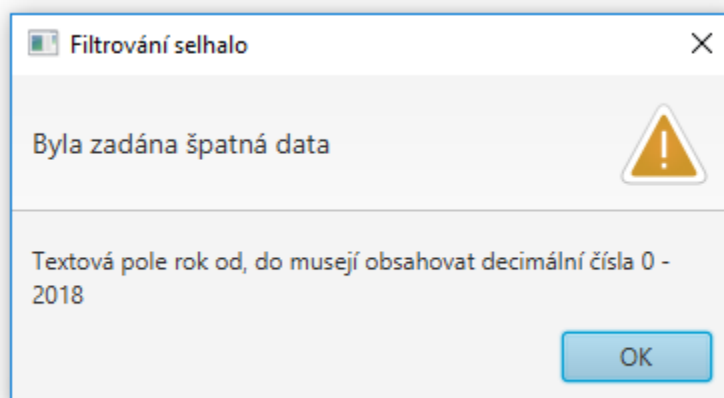 Filtrování selhalo
Byla zadána špatná data
Textová pole rok od, do musejí obsahovat decimální čísla 0 -
2018
OK